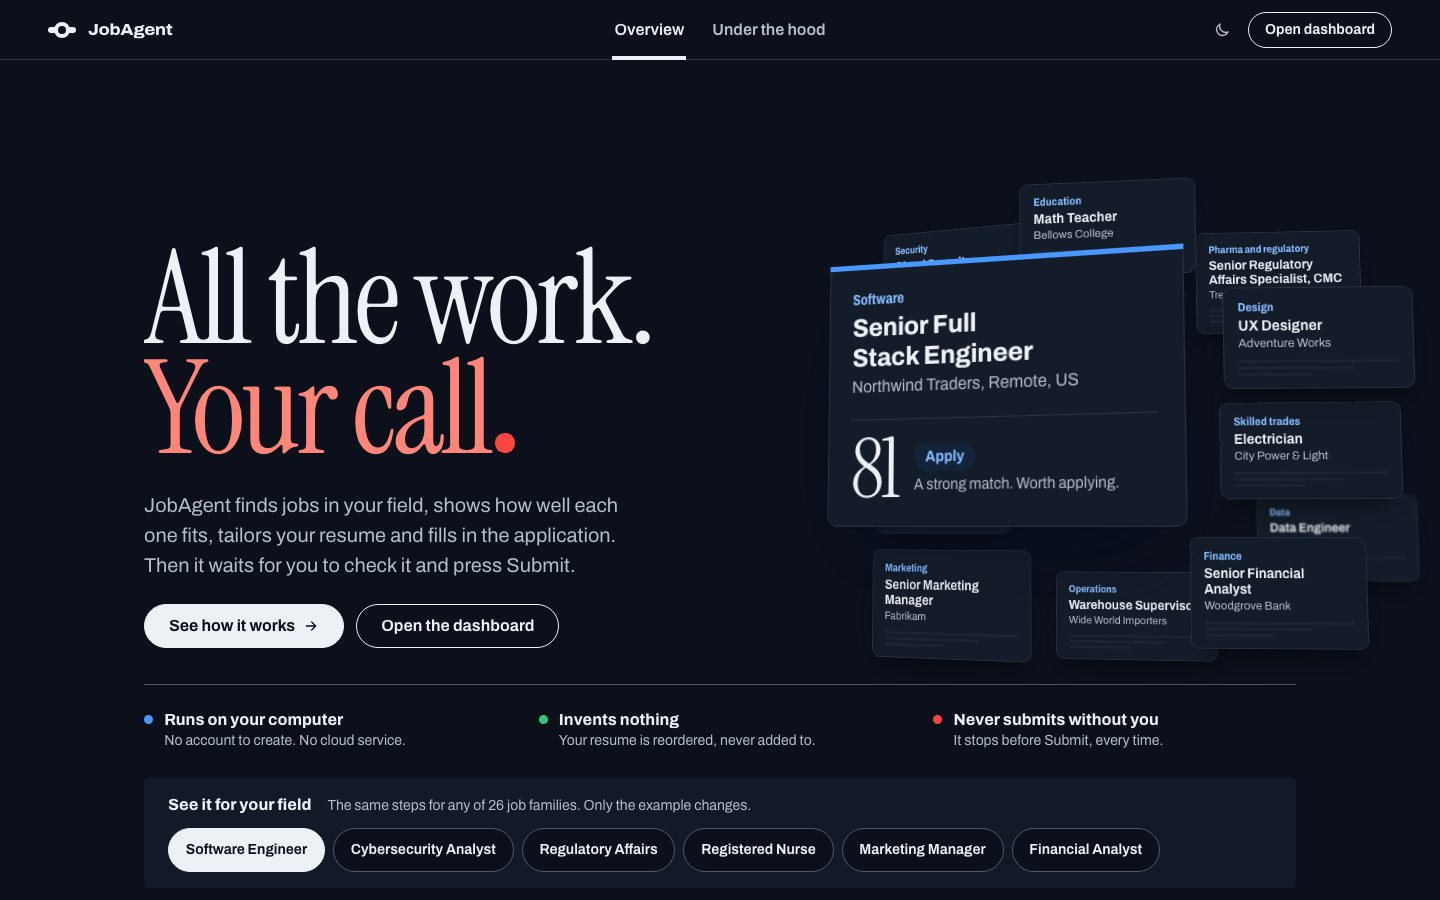 JobAgent
Overview
Under the hood
Open dashboard
All the work.
Your call.
JobAgent finds jobs in your field, shows how well each
one fits, tailors your resume and fills in the application.
Then it waits for you to check it and press Submit.
See how it works →
Open the dashboard
Security
Education
Math Teacher
Bellows College
Pharma and regulatory
Senior Regulatory
Affairs Specialist, CMC
Design
UX Designer
Adventure Works
Software
Senior Full
Stack Engineer
Northwind Traders, Remote, US
81
Apply
A strong match. Worth applying.
Skilled trades
Electrician
City Power & Light
Data
Data Engineer
Marketing
Senior Marketing
Manager
Fabrikam
Operations
Warehouse
Wide World Importers
Finance
Senior Financial
Analyst
Woodgrove Bank
Runs on your computer
No account to create. No cloud service.
Invents nothing
Your resume is reordered, never added to.
Never submits without you
It stops before Submit, every time.
See it for your field
The same steps for any of 26 job families. Only the example changes.
Software Engineer
Cybersecurity Analyst
Regulatory Affairs
Registered Nurse
Marketing Manager
Financial Analyst